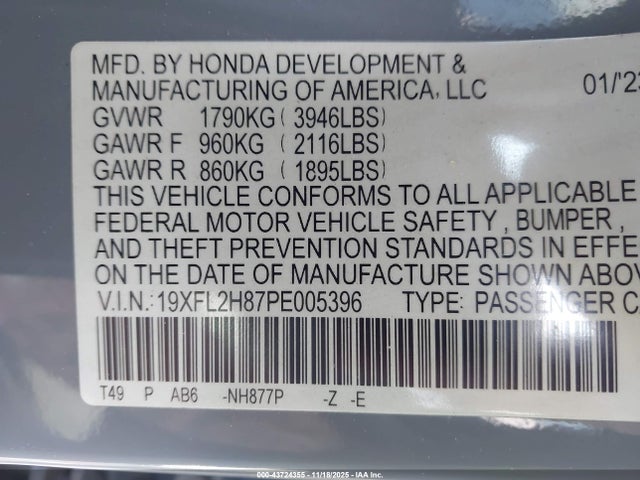 MFD. BY HONDA DEVELOPMENT &
MANUFACTURING OF AMERICA, LLC 01/'23
GVWR 1790KG ( 3946LBS)
GAWR F 960KG ( 2116LBS)
GAWR R 860KG ( 1895LBS)
THIS VEHICLE CONFORMS TO ALL APPLICABLE
FEDERAL MOTOR VEHICLE SAFETY , BUMPER ,
AND THEFT PREVENTION STANDARDS IN EFFE
ON THE DATE OF MANUFACTURE SHOWN ABOV
V.I.N.: 19XFL2H87PE005396 TYPE: PASSENGER CA
T49 P AB6 -NH877P -Z -E
000-43724355 - 11/18/2025 - IAA Inc.